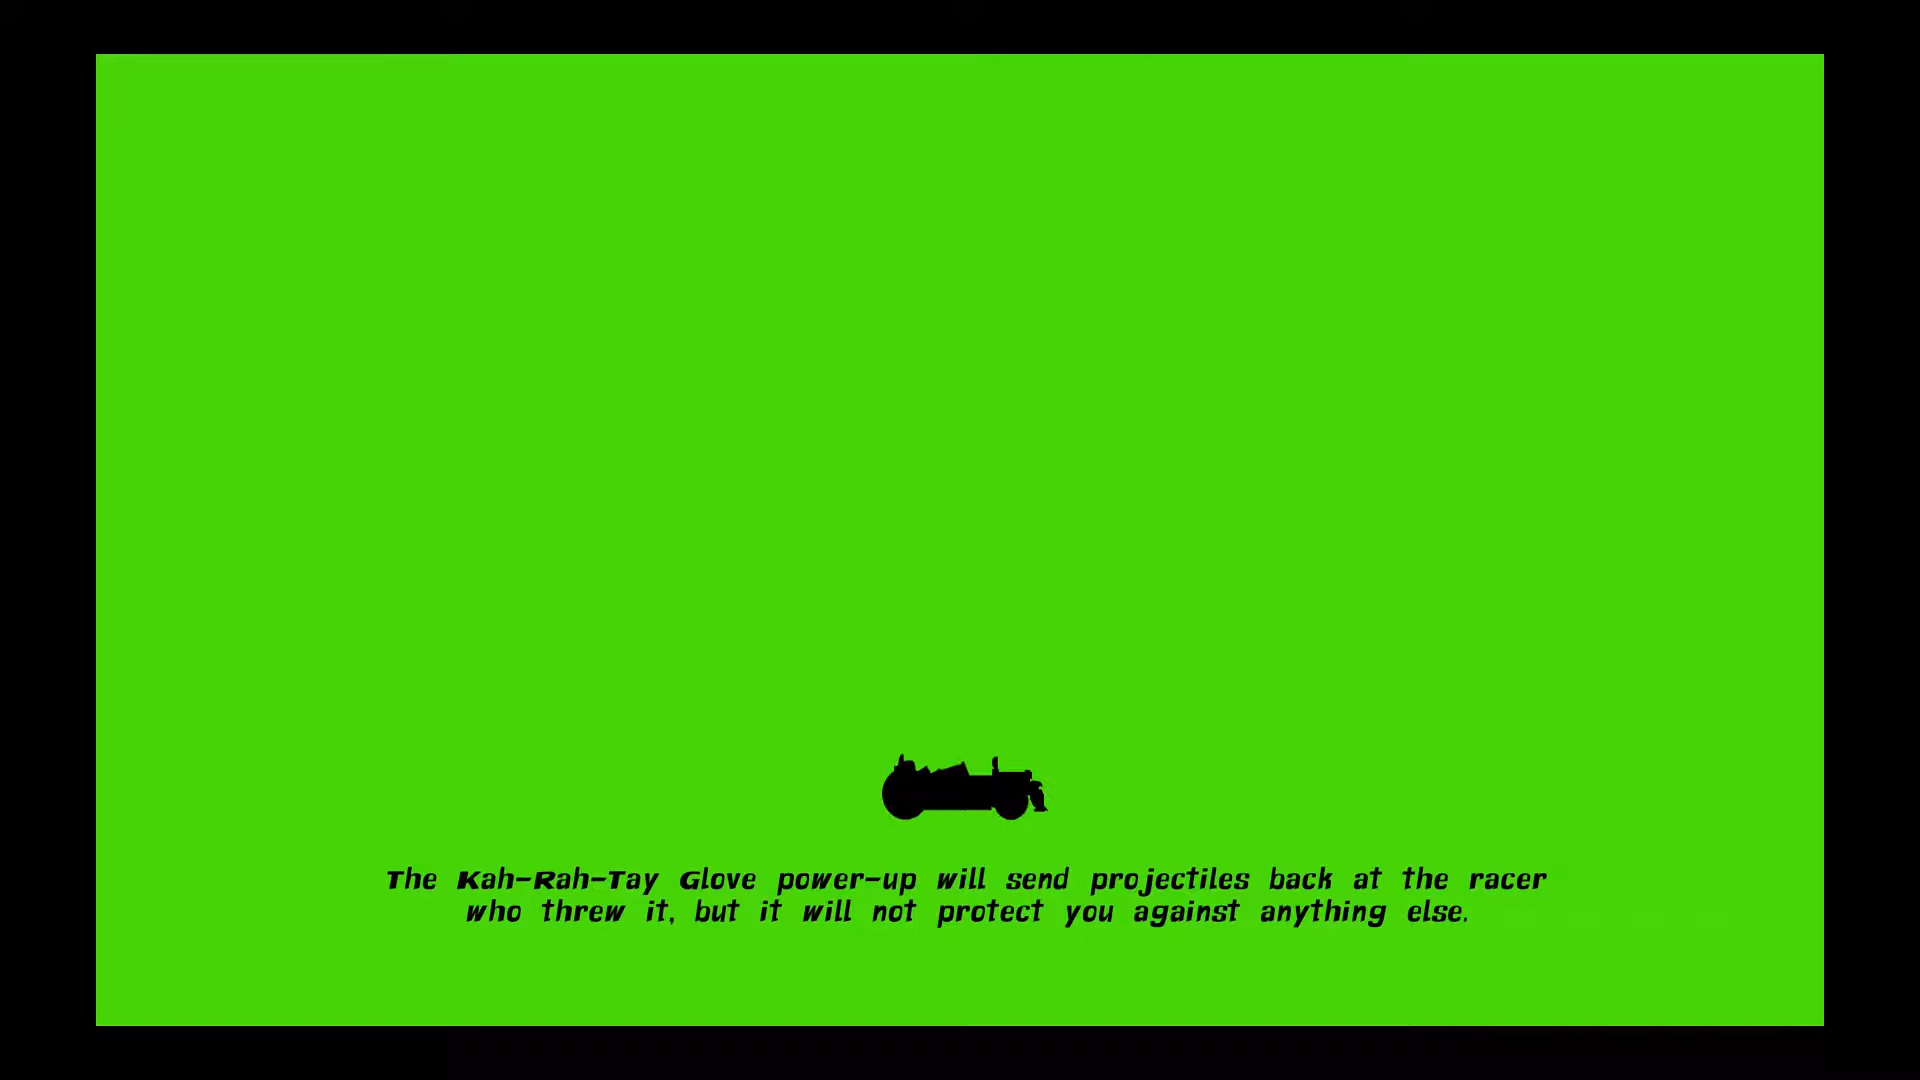 The Kah-Rah-Tay Glove power-up will send projectiles back at the racer
who threw it, but it will not protect you against anything else.